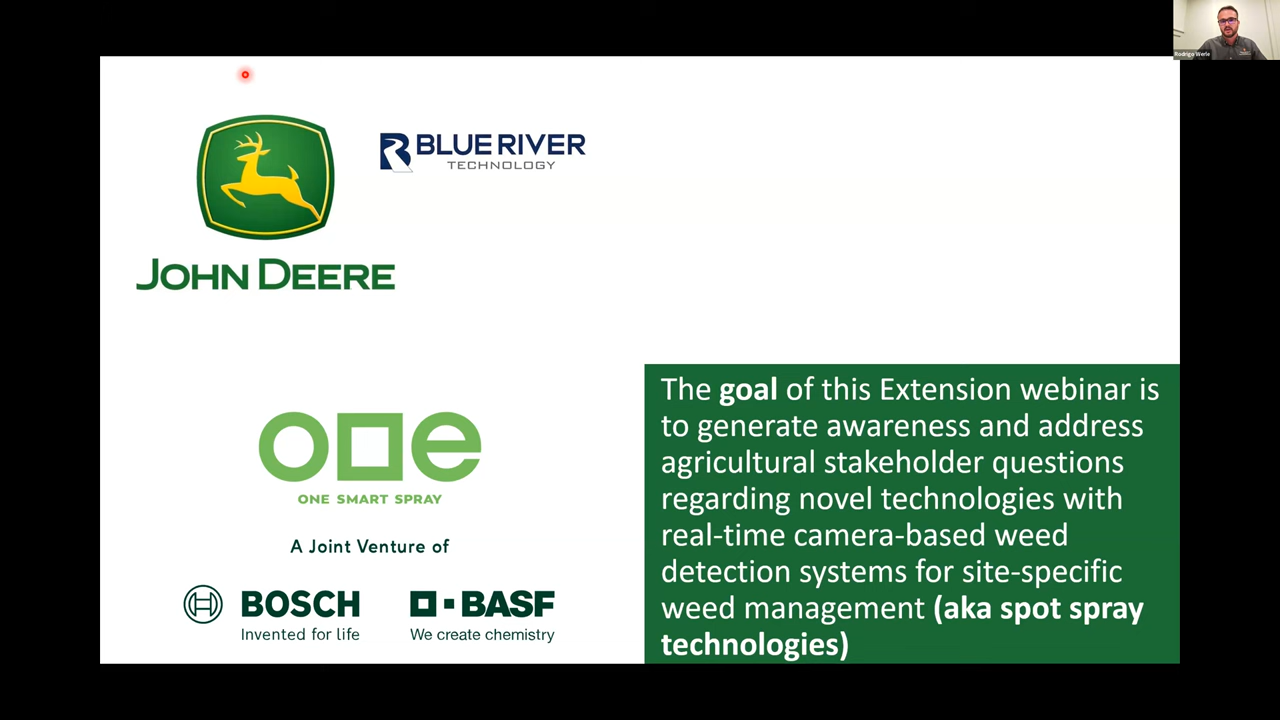 Rodrigo Werle
BLUE RIVER
TECHNOLOGY
JOHN DEERE
one
ONE SMART SPRAY
A Joint Venture of
BOSCH
Invented for life
BASF
We create chemistry
The goal of this Extension webinar is
to generate awareness and address
agricultural stakeholder questions
regarding novel technologies with
real-time camera-based weed
detection systems for site-specific
weed management (aka spot spray
technologies)